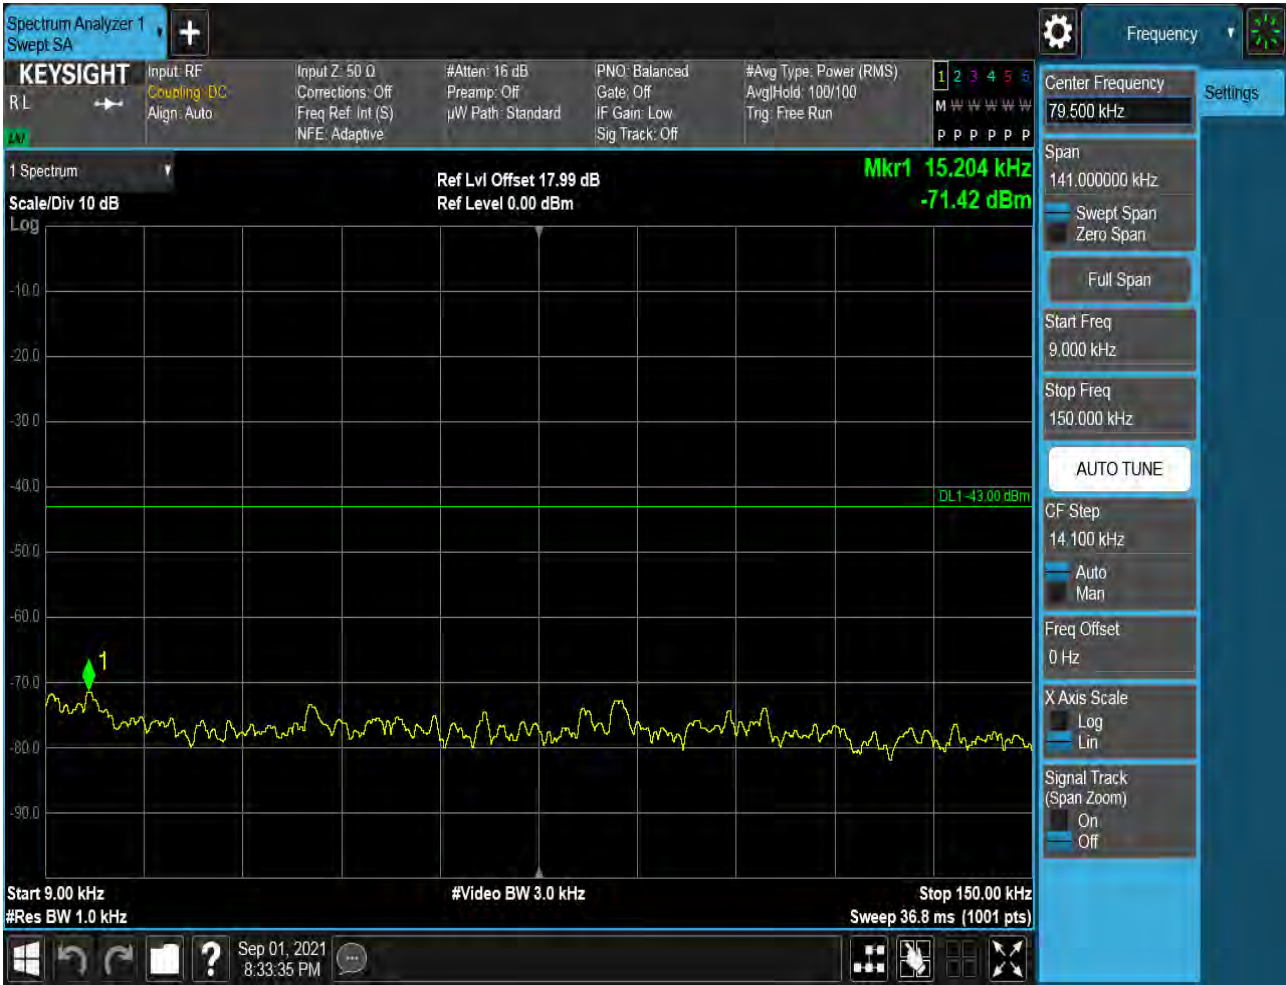 Spectrum Analyzer 1
Swept SA
Frequency
KEYSIGHT
R L
LXI
Input: RF
Coupling: DC
Align: Auto
Input Z: 50 Ω
Corrections: Off
Freq Ref: Int (S)
NFE: Adaptive
#Atten: 16 dB
Preamp: Off
µW Path: Standard
PNO: Balanced
Gate: Off
IF Gain: Low
Sig Track: Off
#Avg Type: Power (RMS)
Avg|Hold: 100/100
Trig: Free Run
1 2 3 4 5 6
M W W W W W
P P P P P P
1 Spectrum
Scale/Div 10 dB
Log
Ref Lvl Offset 17.99 dB
Ref Level 0.00 dBm
Mkr1 15.204 kHz
-71.42 dBm
-10.0
-20.0
-30.0
-40.0
DL1 -43.00 dBm
-50.0
-60.0
1
-70.0
-80.0
-90.0
Start 9.00 kHz
#Res BW 1.0 kHz
#Video BW 3.0 kHz
Stop 150.00 kHz
Sweep 36.8 ms (1001 pts)
Center Frequency
79.500 kHz
Settings
Span
141.000000 kHz
Swept Span
Zero Span
Full Span
Start Freq
9.000 kHz
Stop Freq
150.000 kHz
AUTO TUNE
CF Step
14.100 kHz
Auto
Man
Freq Offset
0 Hz
X Axis Scale
Log
Lin
Signal Track
(Span Zoom)
On
Off
?
Sep 01, 2021
8:33:35 PM